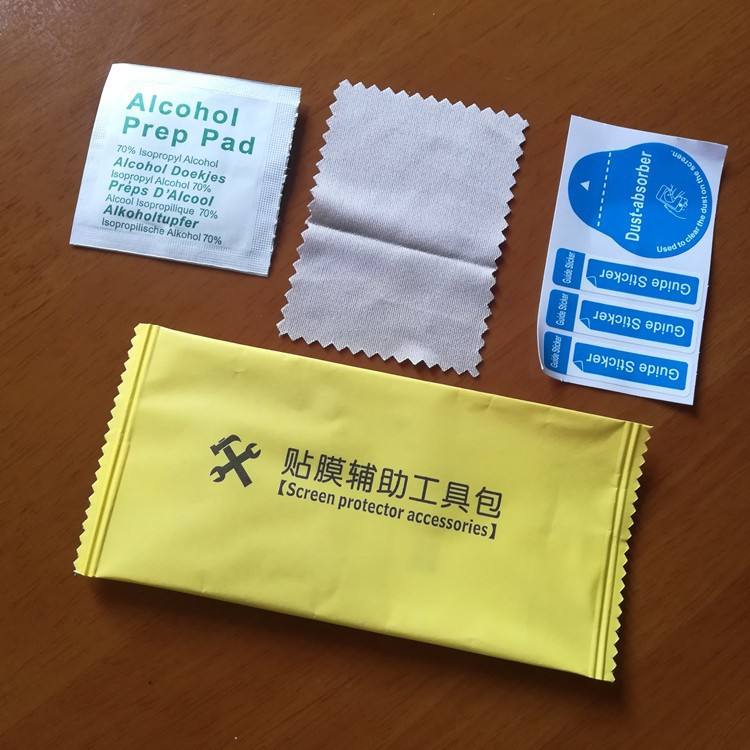 Alcohol
Prep Pad
70% Isopropyl Alcohol
Alcohol Doekjes
Isopropyl Alcohol 70%
Préps D'Alcool
Alcool Isopropilique 70%
Alkoholtupfer
Isopropilische Alkohol 70%
Dust-absorber
Used to clear the dust on the screen.
Guide Sticker
Guide Sticker
Guide Sticker
Guide Sticker
Guide Sticker
Guide Sticker
贴膜辅助工具包
【Screen protector accessories】